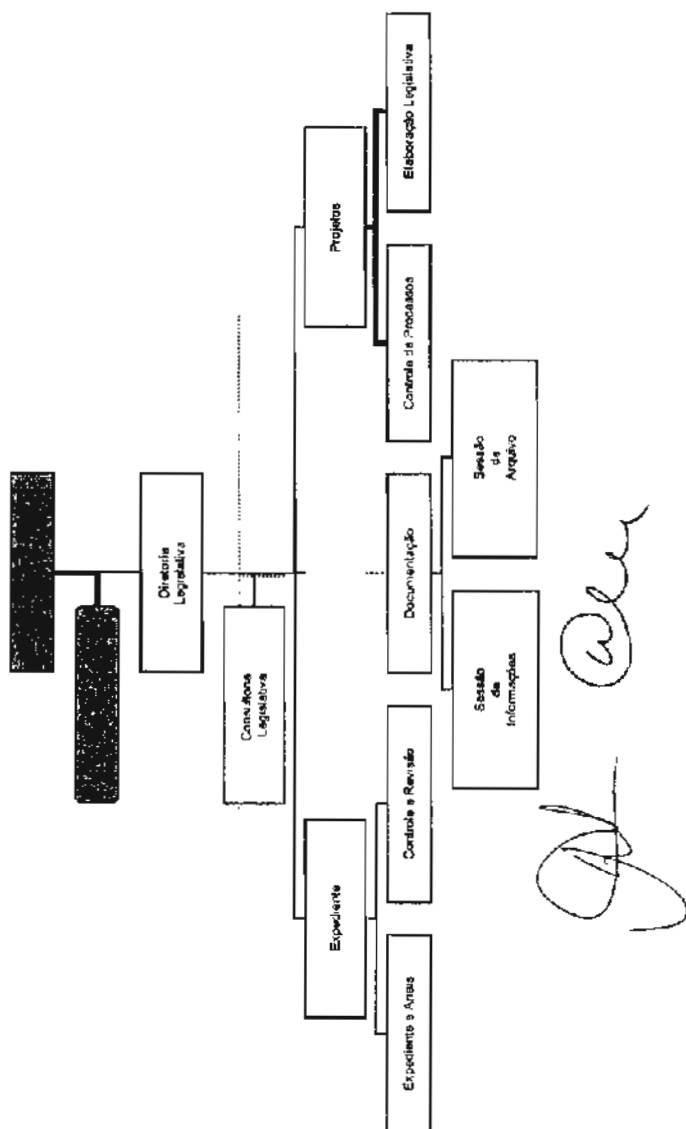 Diretoria
Legislativa
Consultoria
Legislativa
Expediente
Projetos
Expediente e Anais
Controle e Revisão
Documentação
Controle de Processos
Elaboração Legislativa
Sessão
de
Informações
Sessão
de
Arquivo